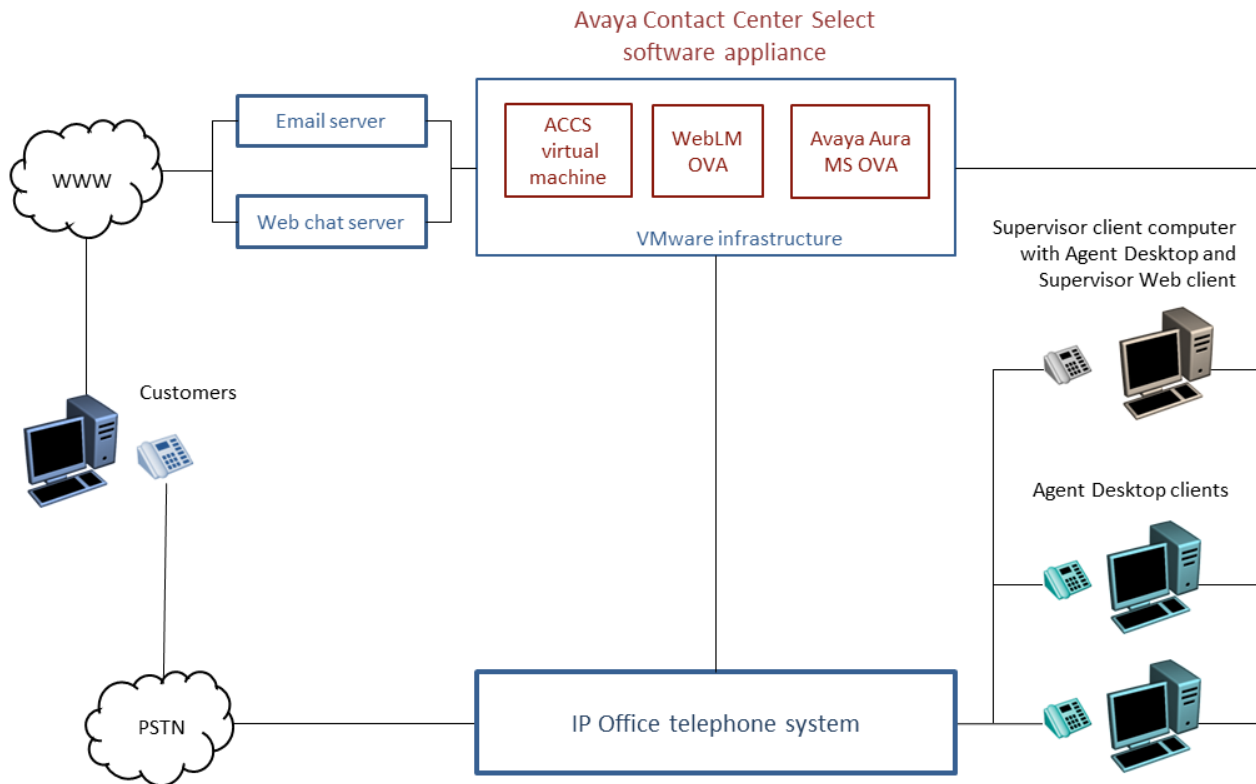 Avaya Contact Center Select
software appliance
Email server
ACCS
virtual
machine
WebLM
OVA
Avaya Aura
MS OVA
WWW
Web chat server
VMware infrastructure
Supervisor client computer
with Agent Desktop and
Supervisor Web client
Customers
Agent Desktop clients
PSTN
IP Office telephone system